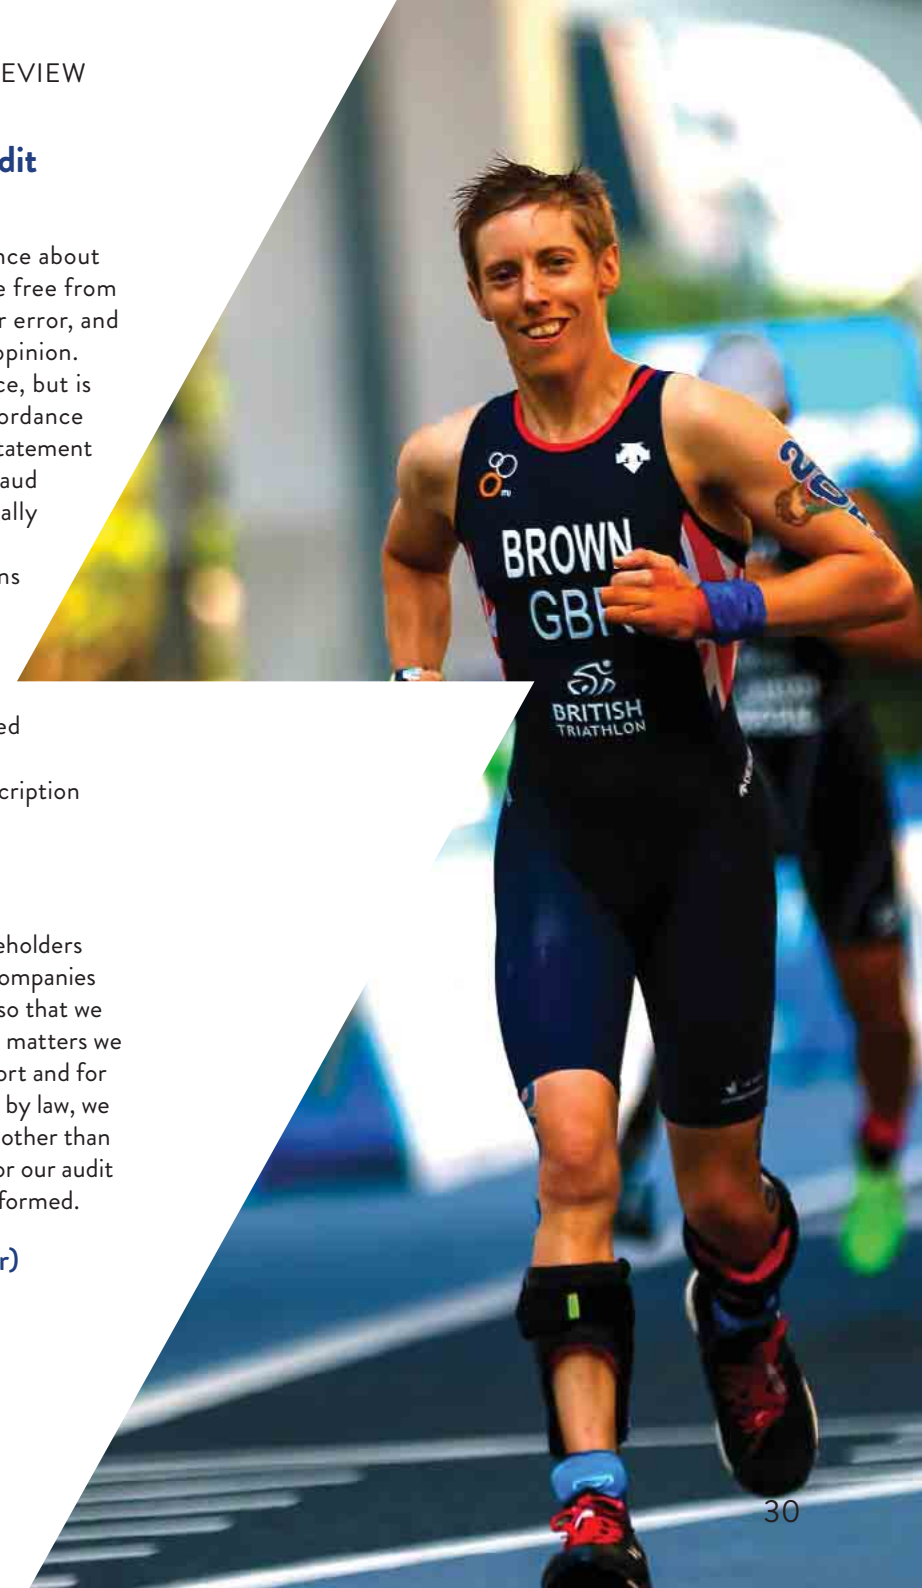 EVIEW
dit
nce about
e free from
r error, and
opinion.
ce, but is
ordance
tatement
aud
ally
ns
ed
cription
eholders
ompanies
so that we
matters we
ort and for
by law, we
other than
or our audit
formed.
r)
BROWN
GBR
BRITISH
TRIATHLON
30